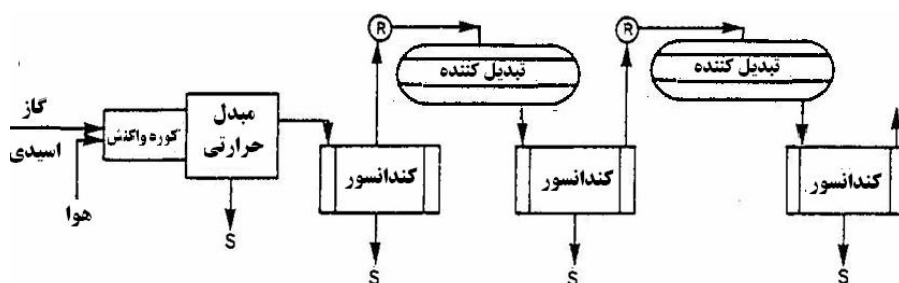 گاز
اسیدی
هوا
کوره واکنش
مبدل
حرارتی
S
کندانسور
S
R
تبدیل کننده
کندانسور
S
R
تبدیل کننده
کندانسور
S